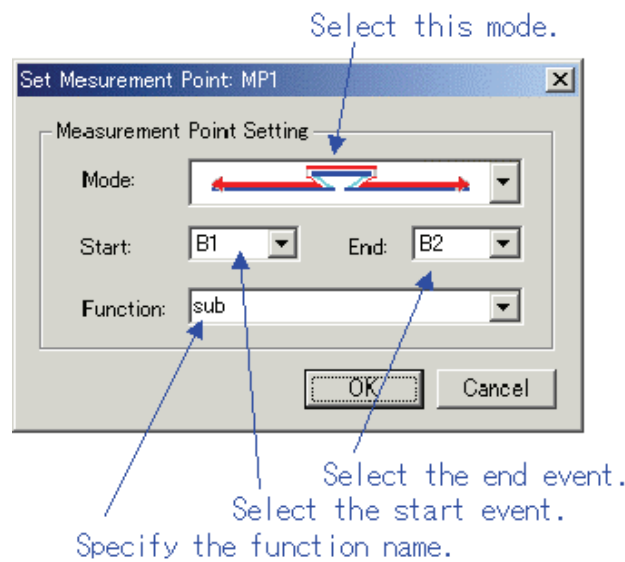 Select this mode.
Set Mesurement Point: MP1
Measurement Point Setting
Mode:
Start: B1 End: B2
Function: sub
OK Cancel
Select the end event.
Select the start event.
Specify the function name.